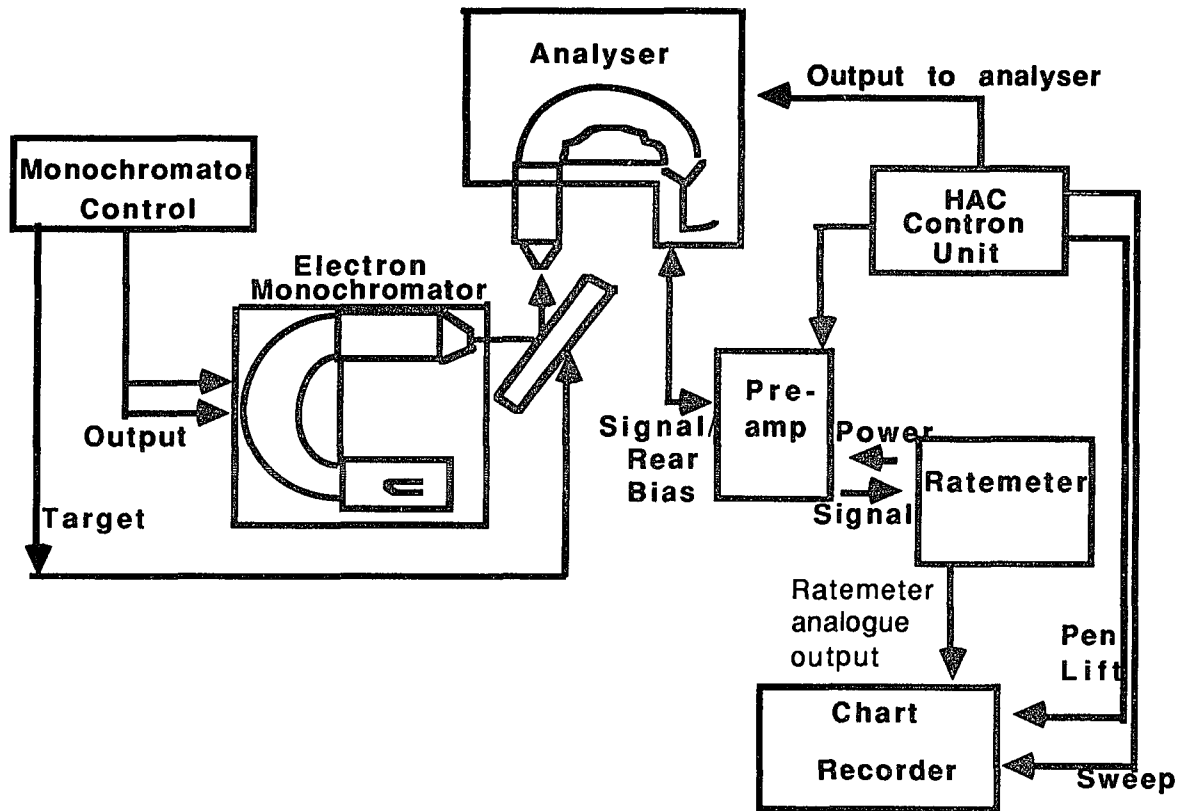 Analyser
Output to analyser
Monochromator
Control
HAC
Contron
Unit
Electron
Monochromator
Output
Pre-
amp
Signal/
Rear
Bias
Power
Ratemeter
Signal
Target
Ratemeter
analogue
output
Pen
Lift
Chart
Recorder
Sweep